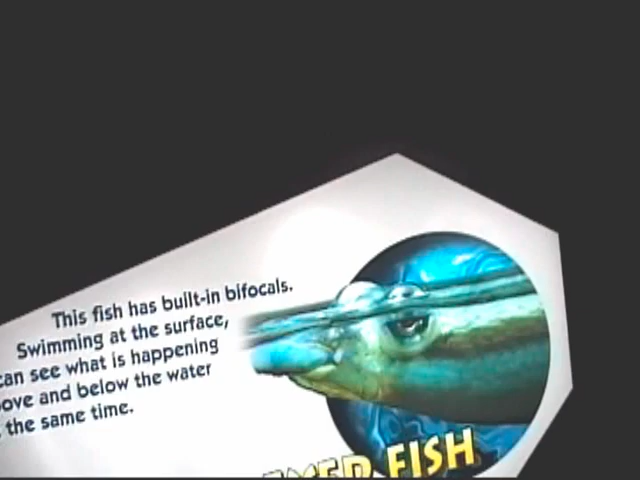 This fish has built-in bifocals.
Swimming at the surface,
can see what is happening
and below the water
the same time.
FISH